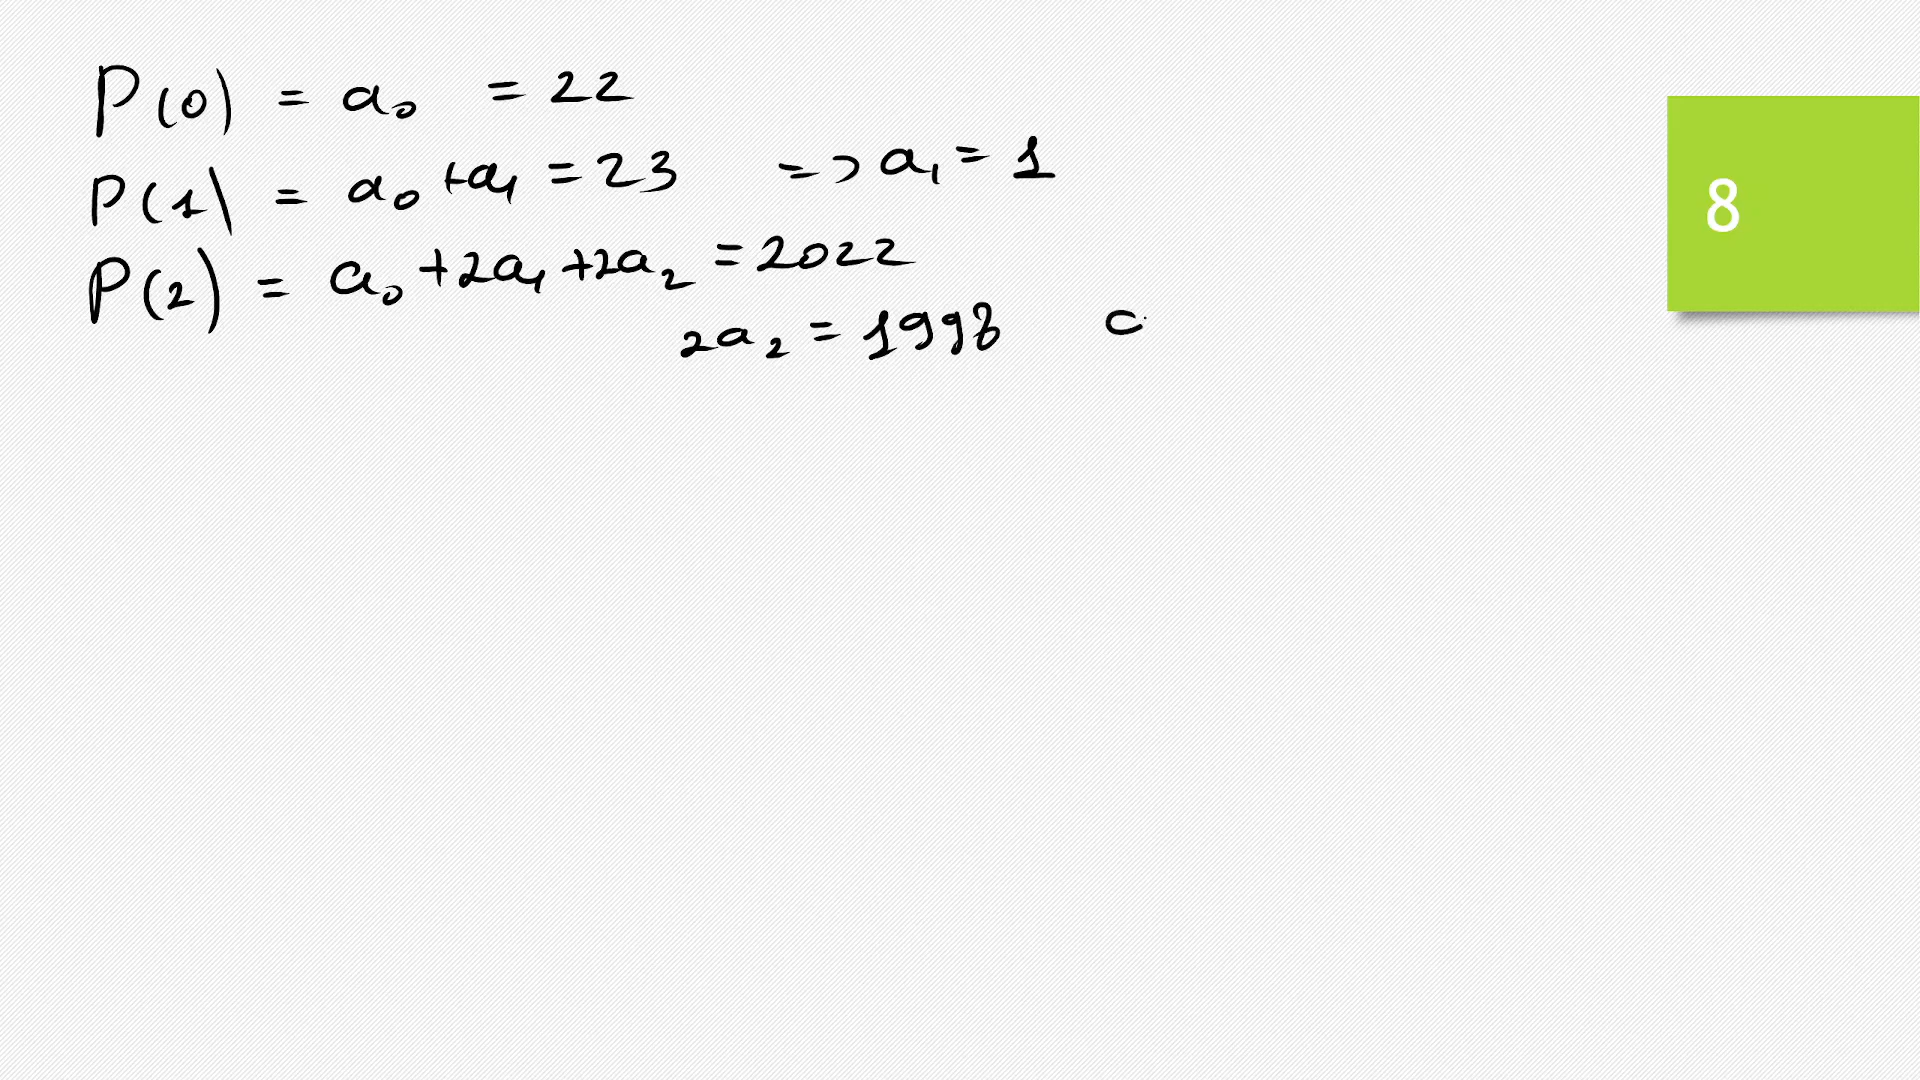 P(0) = a₀ = 22
P(1) = a₀ + a₁ = 23 => a₁ = 1
P(2) = a₀ + 2a₁ + 2a₂ = 2022
2a₂ = 1998
8